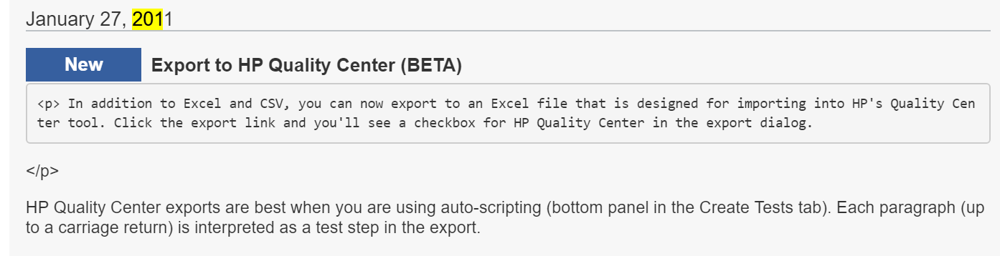 January 27, 2011
New Export to HP Quality Center (BETA)
<p> In addition to Excel and CSV, you can now export to an Excel file that is designed for importing into HP's Quality Cen
ter tool. Click the export link and you'll see a checkbox for HP Quality Center in the export dialog.
</p>
HP Quality Center exports are best when you are using auto-scripting (bottom panel in the Create Tests tab). Each paragraph (up
to a carriage return) is interpreted as a test step in the export.